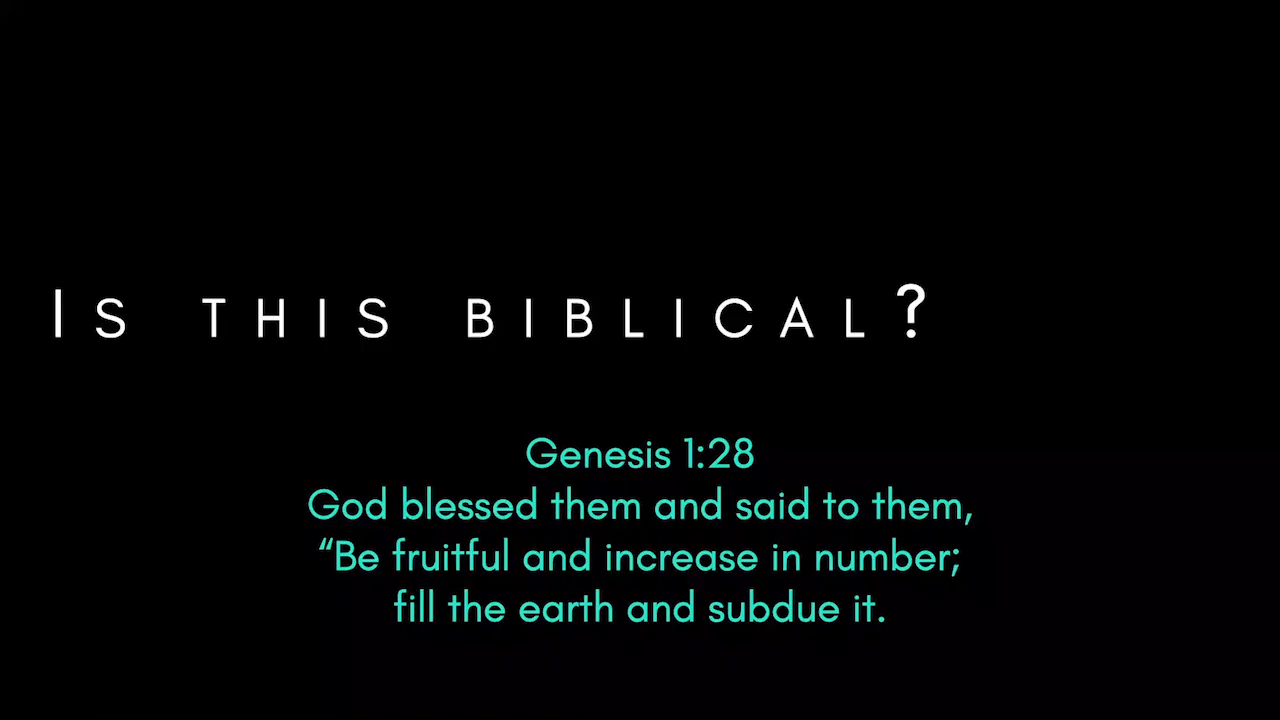 Is this biblical?
Genesis 1:28
God blessed them and said to them,
“Be fruitful and increase in number;
fill the earth and subdue it.